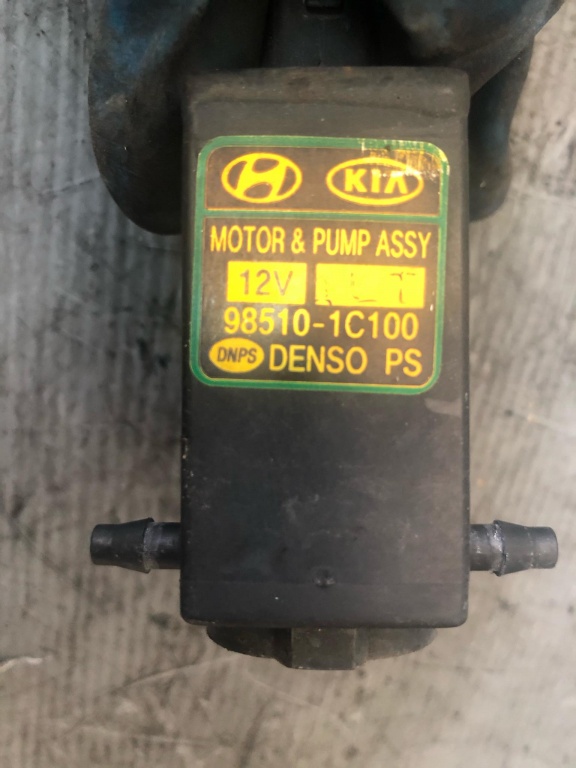 KIA
MOTOR & PUMP ASSY
12V
98510-1C100
DNPS DENSO PS